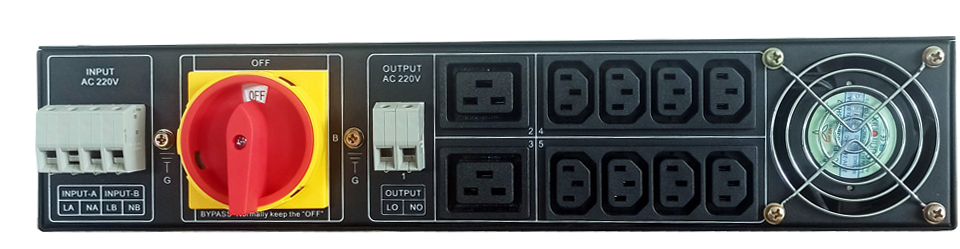 INPUT
AC 220V
INPUT-A INPUT-B
LA NA LB NB
OFF
OFF
B
BYPASS Normally keep the "OFF"
G
G
OUTPUT
AC 220V
1
OUTPUT
LO NO
2 4
3 5